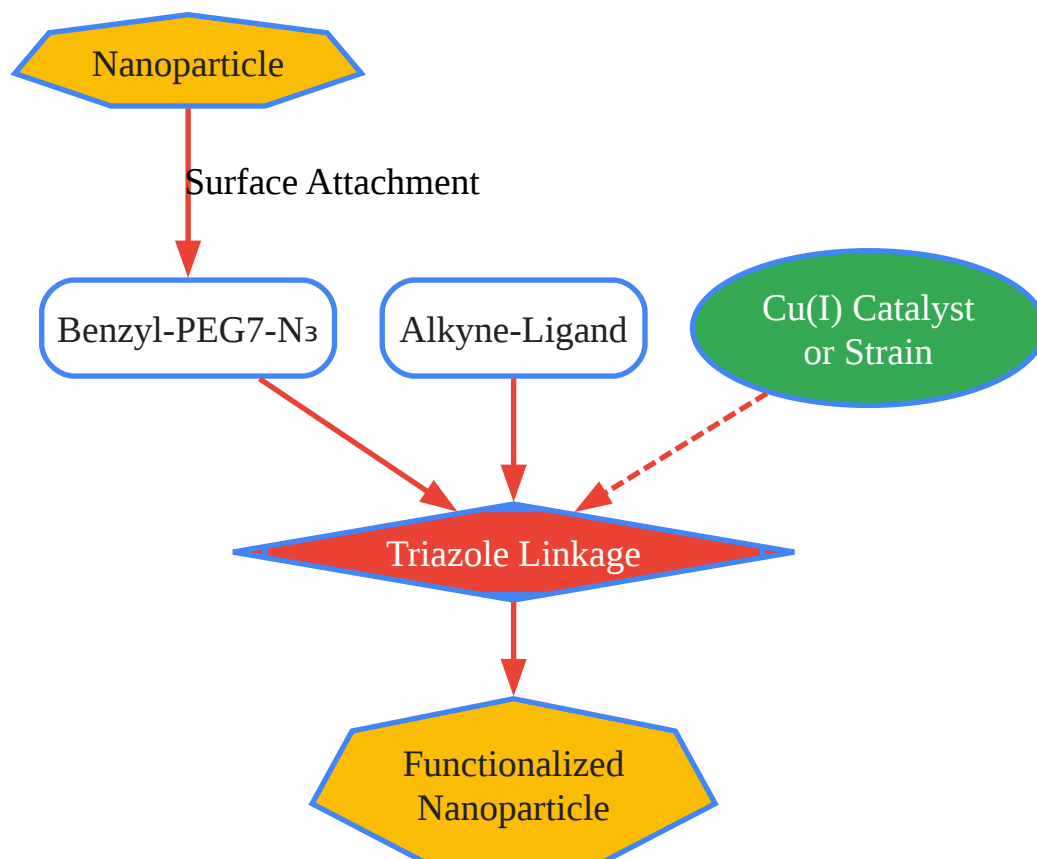 Nanoparticle
Surface Attachment
Benzyl-PEG7-N₃
Alkyne-Ligand
Cu(I) Catalyst
or Strain
Triazole Linkage
Functionalized
Nanoparticle